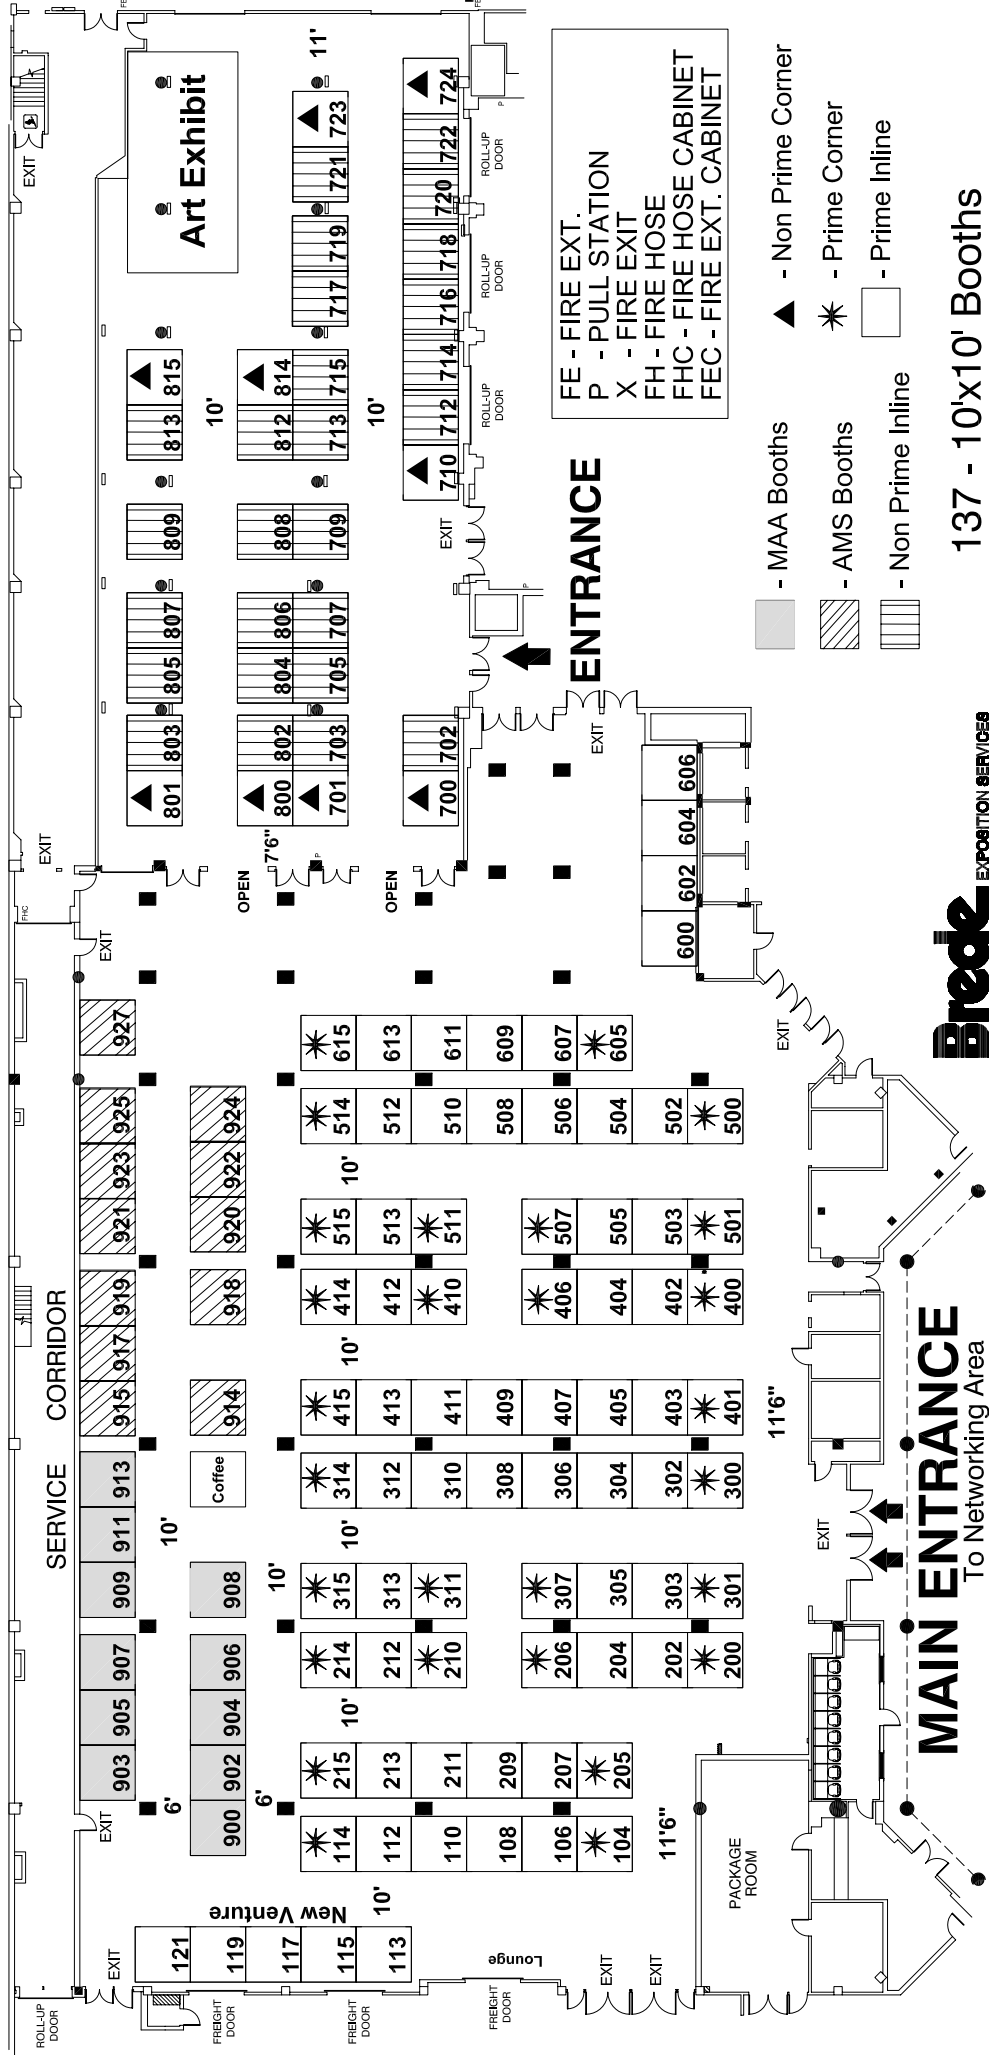 SERVICE CORRIDOR
ROLL-UP
DOOR
EXIT
EXIT
903
905
907
909
911
913
915
917
919
921
923
925
927
EXIT
FHC
EXIT
EXIT
6'
10'
900
902
904
906
908
Coffee
914
918
920
922
924
6'
10'
121
119
117
115
113
New Venture
10'
Lounge
FREIGHT
DOOR
FREIGHT
DOOR
FREIGHT
DOOR
EXIT
EXIT
114
112
110
108
106
104
215
213
211
209
207
205
10'
11'6"
214
212
210
206
204
202
200
315
313
311
307
305
303
301
10'
314
312
310
308
306
304
302
300
415
413
411
409
407
405
403
401
10'
11'6"
414
412
410
406
404
402
400
515
513
511
507
505
503
501
10'
514
512
510
508
506
504
502
500
615
613
611
609
607
605
600
602
604
606
EXIT
EXIT
OPEN
OPEN
7'6"
P
801
803
805
807
809
813
815
10'
800
802
804
806
808
812
814
701
703
705
707
709
713
715
717
719
721
723
11'
10'
700
702
710
712
714
716
718
720
722
724
Art Exhibit
EXIT
FE
FE
P
P
ROLL-UP
DOOR
ROLL-UP
DOOR
ROLL-UP
DOOR
ENTRANCE
PACKAGE
ROOM
EXIT
MAIN ENTRANCE
To Networking Area
FE - FIRE EXT.
P - PULL STATION
X - FIRE EXIT
FH - FIRE HOSE
FHC - FIRE HOSE CABINET
FEC - FIRE EXT. CABINET
- MAA Booths
- AMS Booths
- Non Prime Inline
- Non Prime Corner
- Prime Corner
- Prime Inline
137 - 10'x10' Booths
Brede EXPOSITION SERVICES